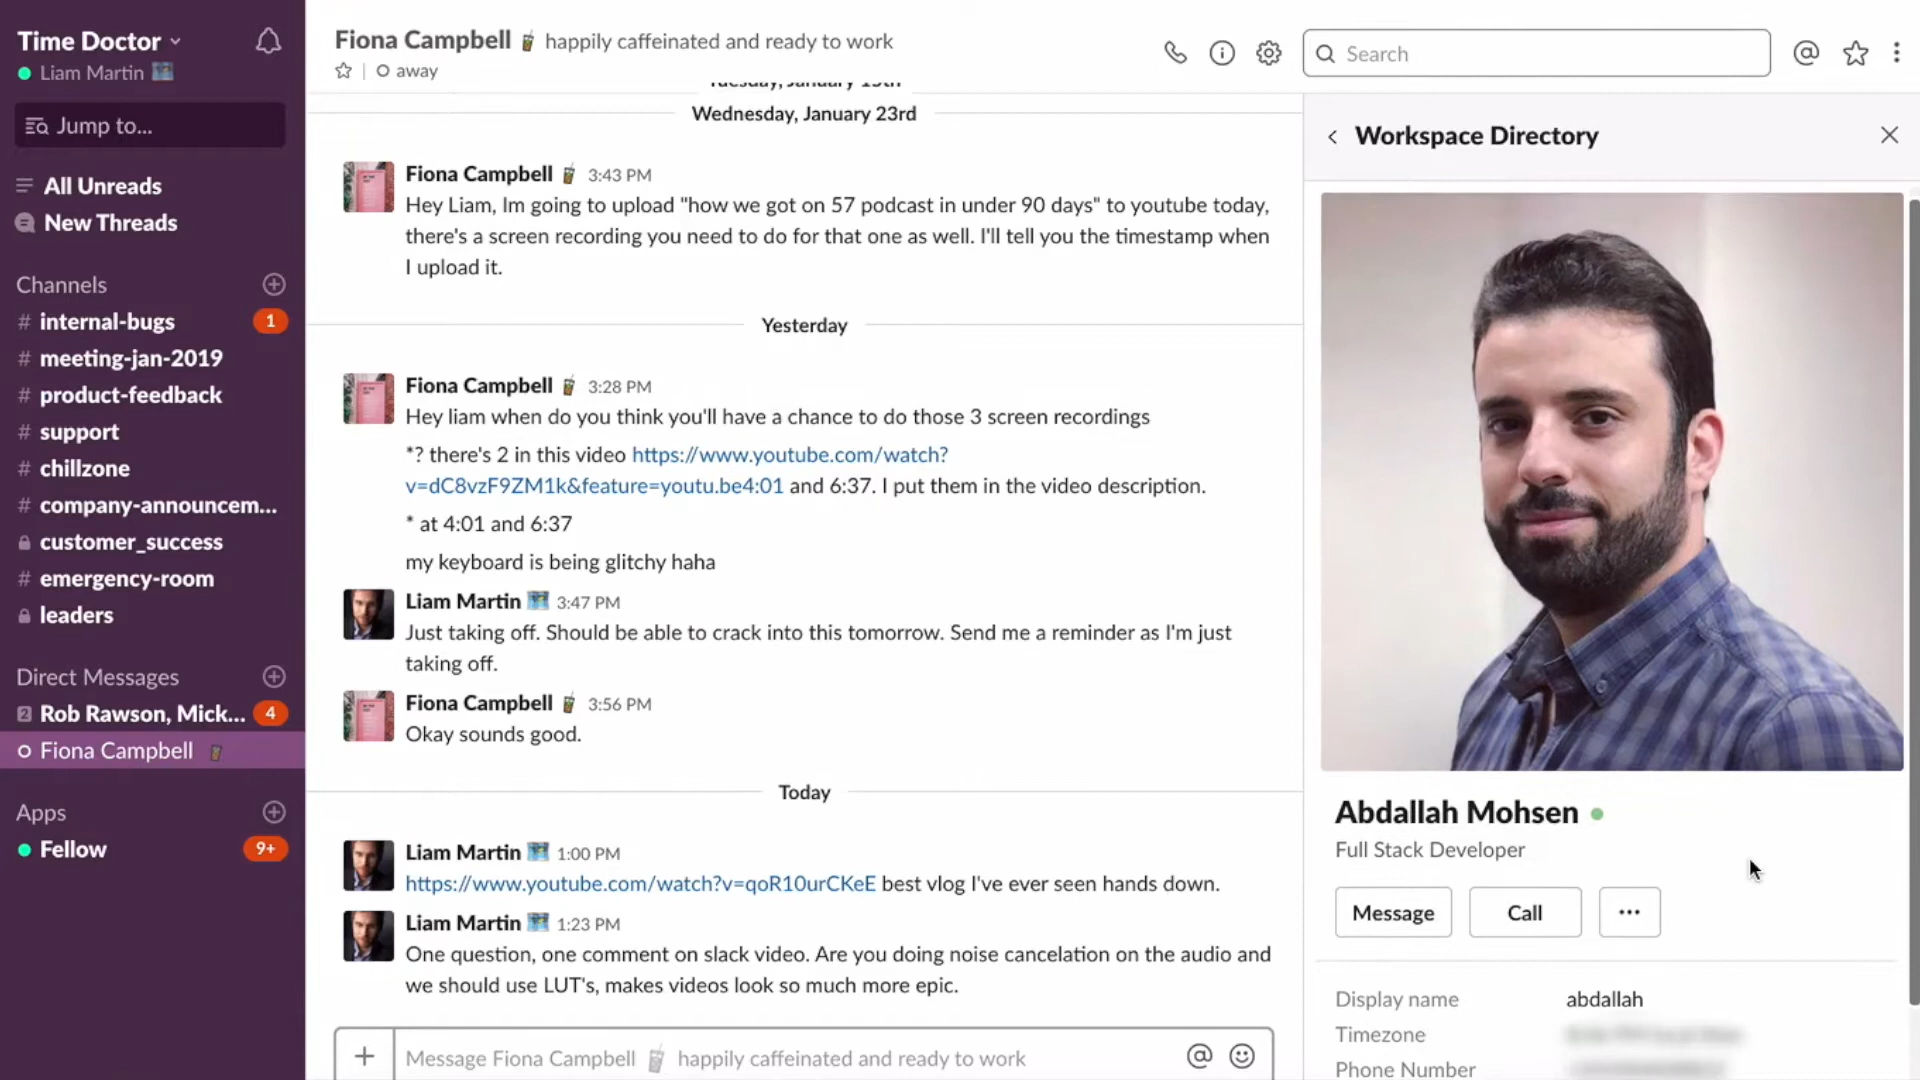 Time Doctor
Liam Martin
Jump to...
All Unreads
New Threads
Channels
# internal-bugs 1
# meeting-jan-2019
# product-feedback
# support
# chillzone
# company-announcem...
customer_success
# emergency-room
leaders
Direct Messages
2 Rob Rawson, Mick... 4
Fiona Campbell
Apps
Fellow 9+
Fiona Campbell happily caffeinated and ready to work
away
Search
Wednesday, January 23rd
Fiona Campbell 3:43 PM
Hey Liam, Im going to upload "how we got on 57 podcast in under 90 days" to youtube today,
there's a screen recording you need to do for that one as well. I'll tell you the timestamp when
I upload it.
Yesterday
Fiona Campbell 3:28 PM
Hey liam when do you think you'll have a chance to do those 3 screen recordings
*? there's 2 in this video https://www.youtube.com/watch?
v=dC8vzF9ZM1k&feature=youtu.be4:01 and 6:37. I put them in the video description.
* at 4:01 and 6:37
my keyboard is being glitchy haha
Liam Martin 3:47 PM
Just taking off. Should be able to crack into this tomorrow. Send me a reminder as I'm just
taking off.
Fiona Campbell 3:56 PM
Okay sounds good.
Today
Liam Martin 1:00 PM
https://www.youtube.com/watch?v=qoR10urCKeE best vlog I've ever seen hands down.
Liam Martin 1:23 PM
One question, one comment on slack video. Are you doing noise cancelation on the audio and
we should use LUT's, makes videos look so much more epic.
Message Fiona Campbell happily caffeinated and ready to work
Workspace Directory
Abdallah Mohsen
Full Stack Developer
Message
Call
Display name abdallah
Timezone
Phone Number